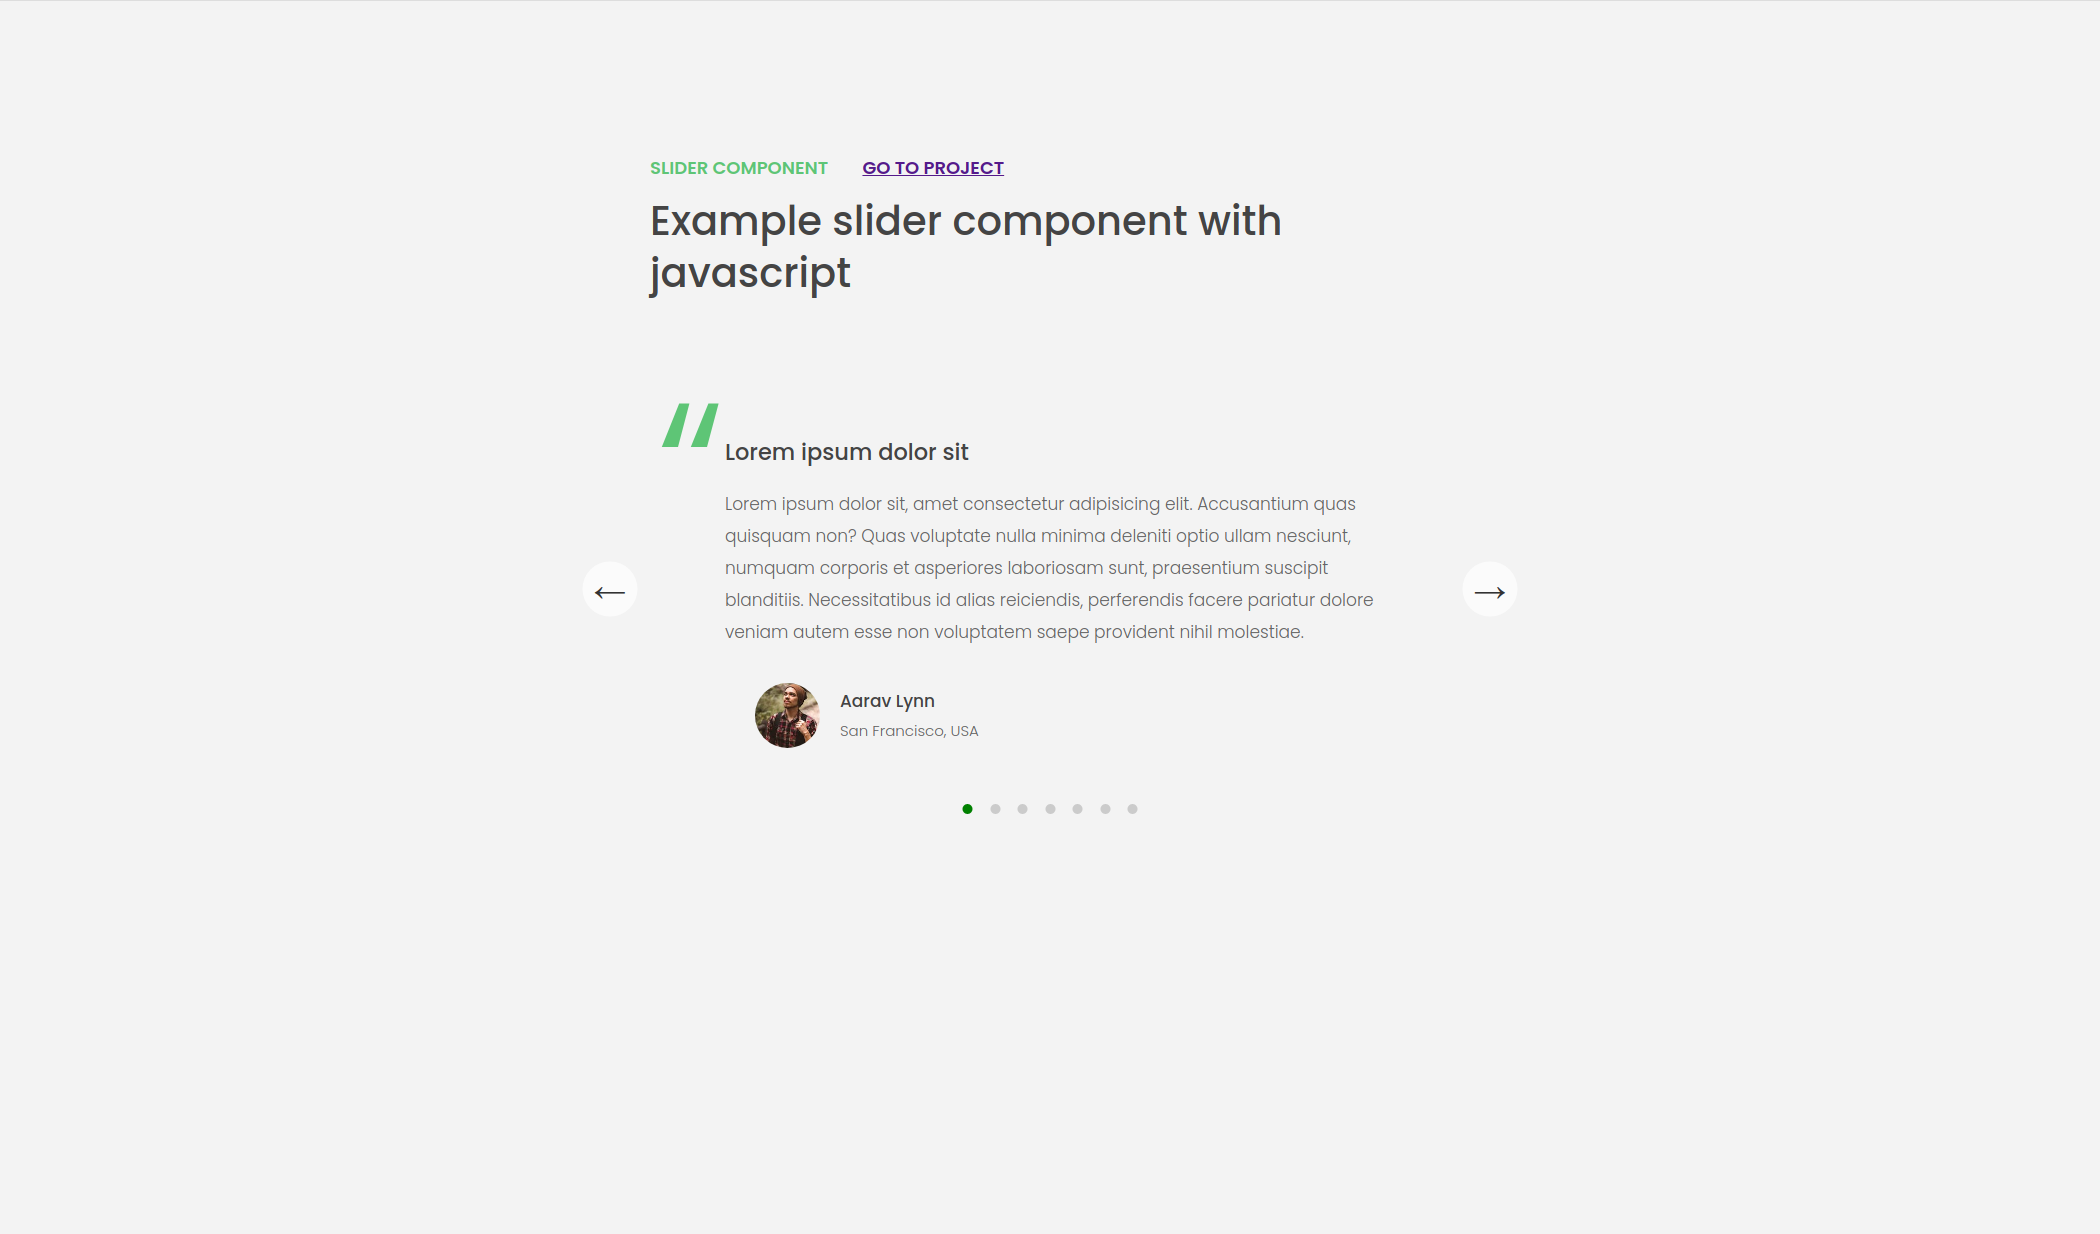 SLIDER COMPONENT GO TO PROJECT
Example slider component with
javascript
“
Lorem ipsum dolor sit
Lorem ipsum dolor sit, amet consectetur adipisicing elit. Accusantium quas
quisquam non? Quas voluptate nulla minima deleniti optio ullam nesciunt,
numquam corporis et asperiores laboriosam sunt, praesentium suscipit
blanditiis. Necessitatibus id alias reiciendis, perferendis facere pariatur dolore
veniam autem esse non voluptatem saepe provident nihil molestiae.
← →
Aarav Lynn
San Francisco, USA